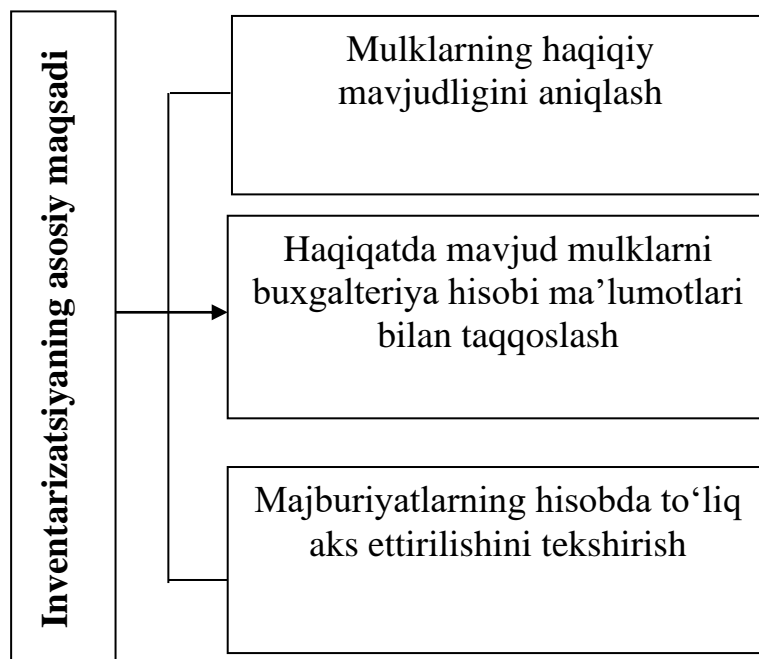 Inventarizatsiyaning asosiy maqsadi
Mulklarning haqiqiy
mavjudligini aniqlash
Haqiqatda mavjud mulklarni
buxgalteriya hisobi ma’lumotlari
bilan taqqoslash
Majburiyatlarning hisobda to‘liq
aks ettirilishini tekshirish